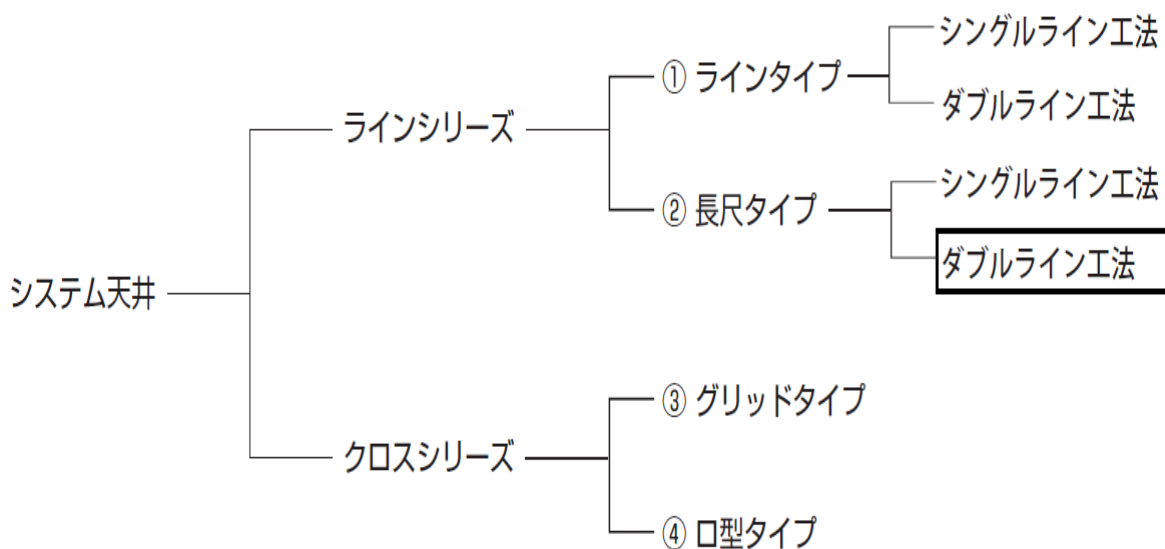 システム天井
ラインシリーズ
① ラインタイプ
シングルライン工法
ダブルライン工法
② 長尺タイプ
シングルライン工法
ダブルライン工法
クロスシリーズ
③ グリッドタイプ
④ ロ型タイプ